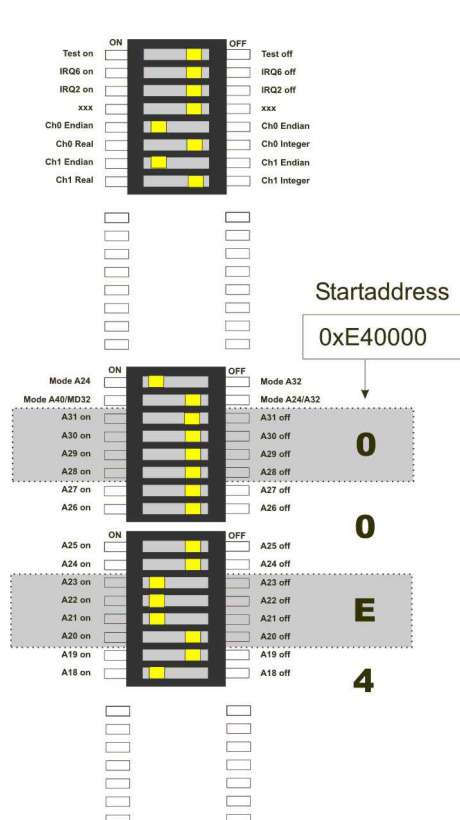 ON OFF
Test on Test off
IRQ6 on IRQ6 off
IRQ2 on IRQ2 off
xxx xxx
Ch0 Endian Ch0 Endian
Ch0 Real Ch0 Integer
Ch1 Endian Ch1 Endian
Ch1 Real Ch1 Integer
Startaddress
0xE40000
ON OFF
Mode A24 Mode A32
Mode A40/MD32 Mode A24/A32
A31 on A31 off
A30 on A30 off
0
A29 on A29 off
A28 on A28 off
A27 on A27 off
A26 on A26 off
0
ON OFF
A25 on A25 off
A24 on A24 off
A23 on A23 off
A22 on A22 off
E
A21 on A21 off
A20 on A20 off
A19 on A19 off
A18 on A18 off
4